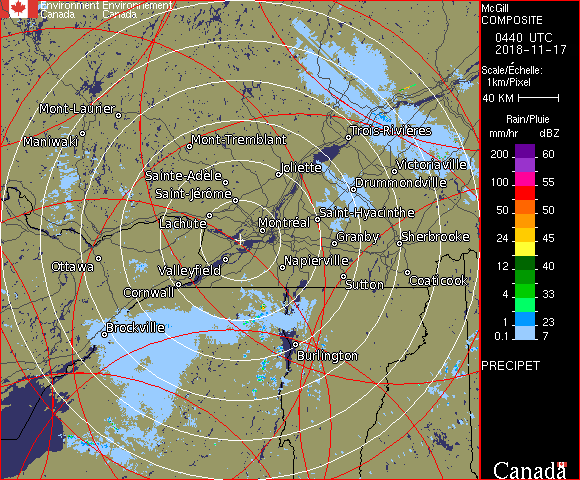 Environment Environnement
Canada Canada
McGill
COMPOSITE
0440 UTC
2018-11-17
Scale/Échelle:
1km/Pixel
40 KM
Rain/Pluie
mm/hr dBZ
200 60
100 55
50 50
24 45
12 40
4 33
1 23
0.1 7
PRECIPET
Canada
Mont-Laurier
Maniwaki
Mont-Tremblant
Trois-Rivières
Sainte-Adèle
Joliette
Victoriaville
Saint-Jérôme
Drummondville
Lachute
Montréal
Saint-Hyacinthe
Granby
Sherbrooke
Ottawa
Valleyfield
Napierville
Cornwall
Sutton
Coaticook
Brockville
Burlington